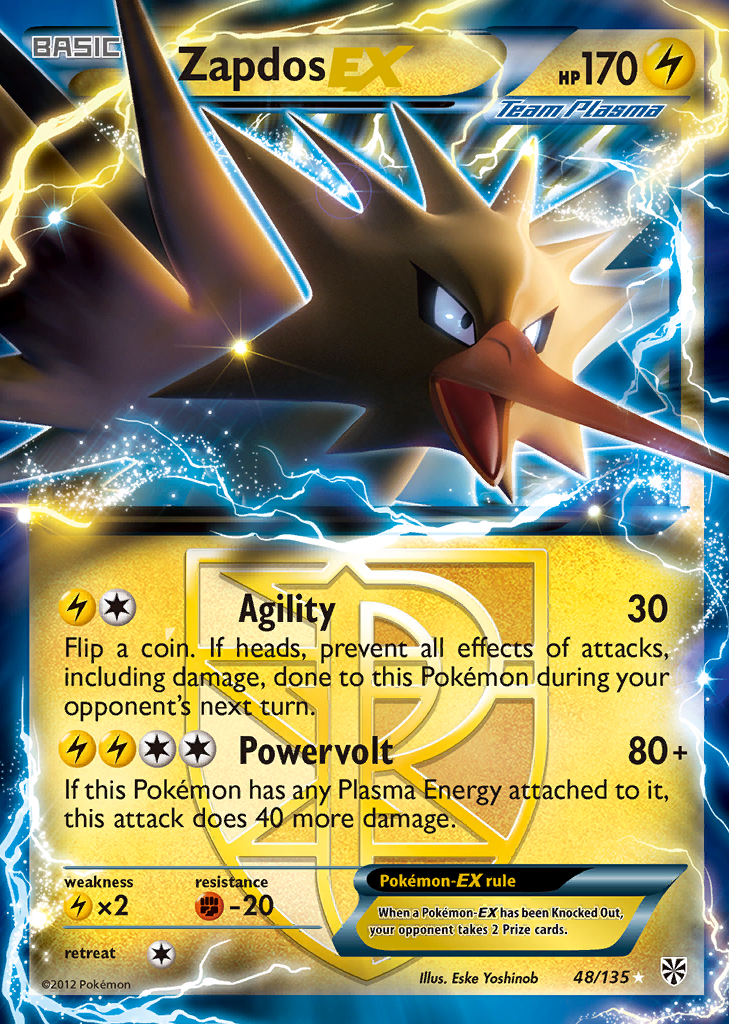 BASIC
Zapdos EX
HP 170
Team Plasma
Agility 30
Flip a coin. If heads, prevent all effects of attacks,
including damage, done to this Pokémon during your
opponent's next turn.
Powervolt 80+
If this Pokémon has any Plasma Energy attached to it,
this attack does 40 more damage.
weakness
×2
resistance
-20
retreat
Pokémon-EX rule
When a Pokémon-EX has been Knocked Out,
your opponent takes 2 Prize cards.
Illus. Eske Yoshinob
48/135
©2012 Pokémon